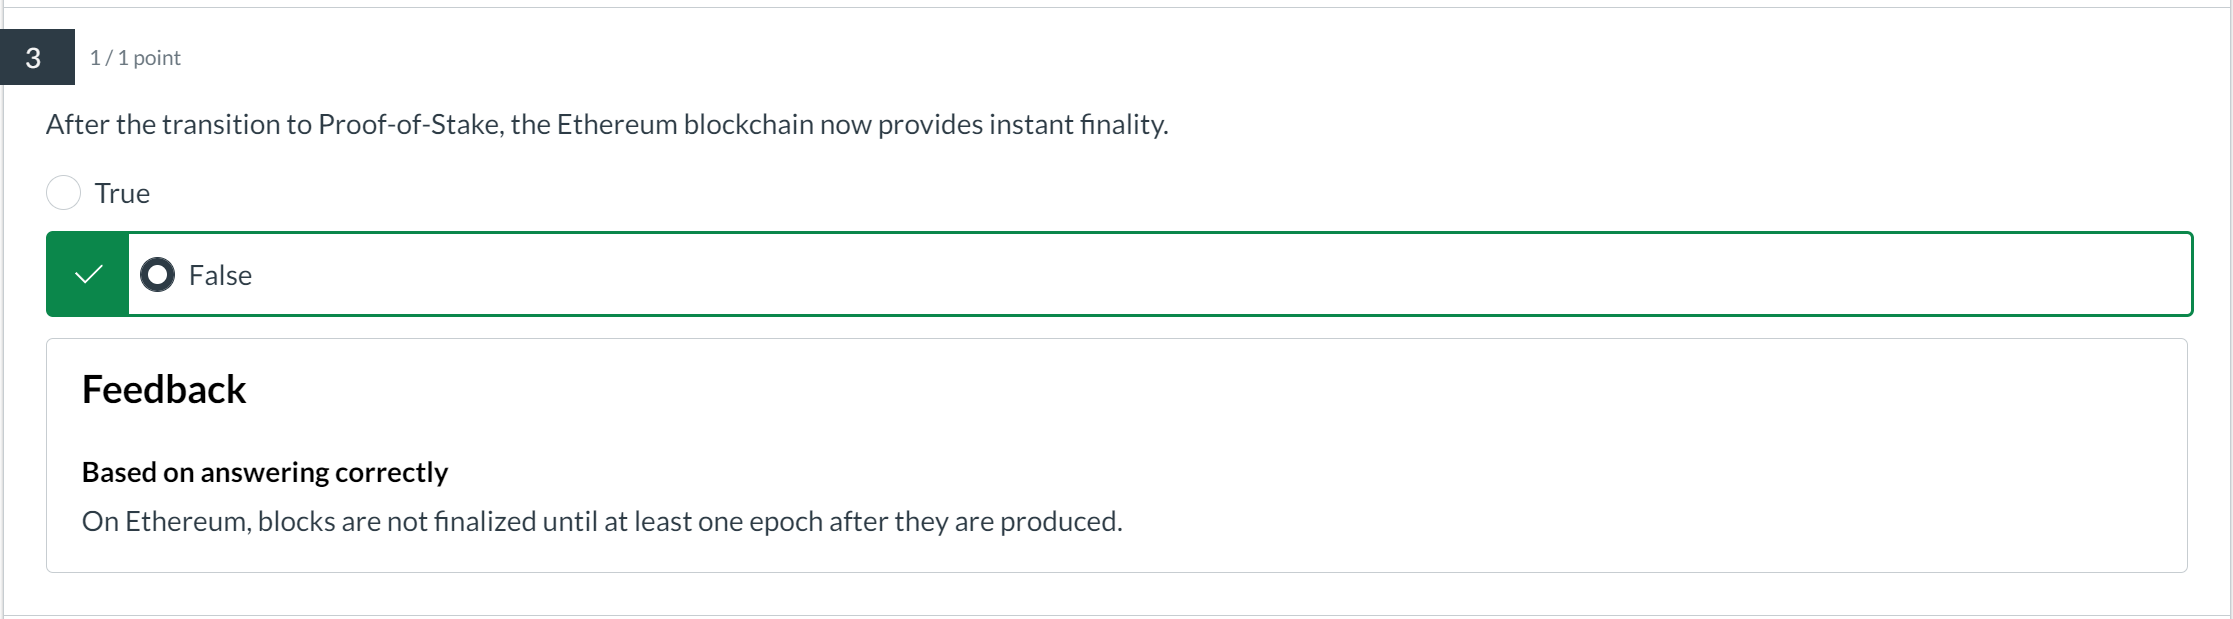 3
1 / 1 point
After the transition to Proof-of-Stake, the Ethereum blockchain now provides instant finality.
True
False
Feedback
Based on answering correctly
On Ethereum, blocks are not finalized until at least one epoch after they are produced.